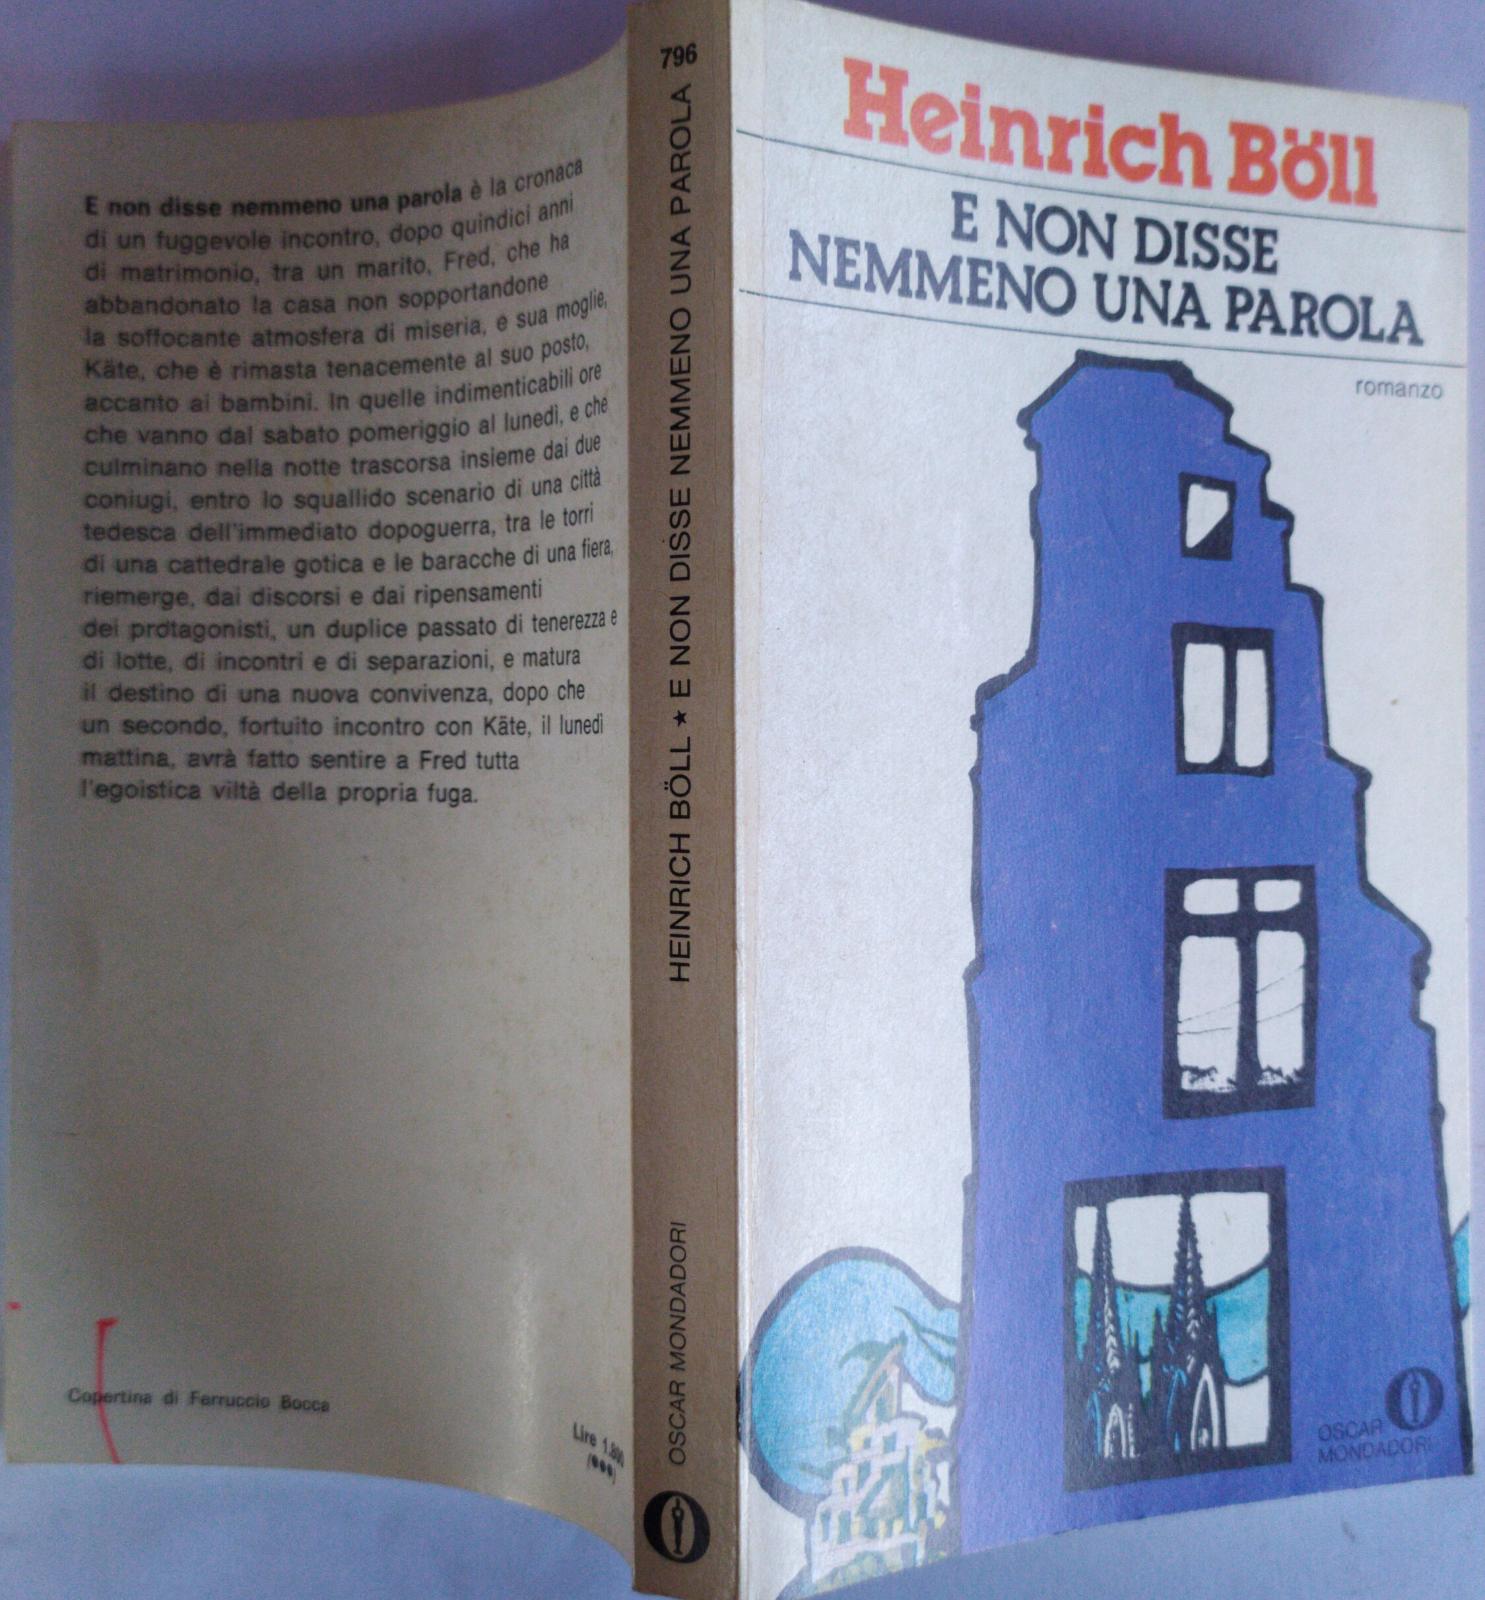 E non disse nemmeno una parola è la cronaca
di un fuggevole incontro, dopo quindici anni
di matrimonio, tra un marito, Fred, che ha
abbandonato la casa non sopportandone
la soffocante atmosfera di miseria, e sua moglie,
Käte, che è rimasta tenacemente al suo posto,
accanto ai bambini. In quelle indimenticabili ore
che vanno dal sabato pomeriggio al lunedì, e che
culminano nella notte trascorsa insieme dai due
coniugi, entro lo squallido scenario di una città
tedesca dell'immediato dopoguerra, tra le torri
di una cattedrale gotica e le baracche di una fiera,
riemerge, dai discorsi e dai ripensamenti
dei protagonisti, un duplice passato di tenerezza e
di lotte, di incontri e di separazioni, e matura
il destino di una nuova convivenza, dopo che
un secondo, fortuito incontro con Käte, il lunedì
mattina, avrà fatto sentire a Fred tutta
l'egoistica viltà della propria fuga.
Copertina di Ferruccio Bocca
Lire 1.800
(●●●)
796
HEINRICH BÖLL ★ E NON DISSE NEMMENO UNA PAROLA
OSCAR MONDADORI
Heinrich Böll
E NON DISSE
NEMMENO UNA PAROLA
romanzo
OSCAR
MONDADORI